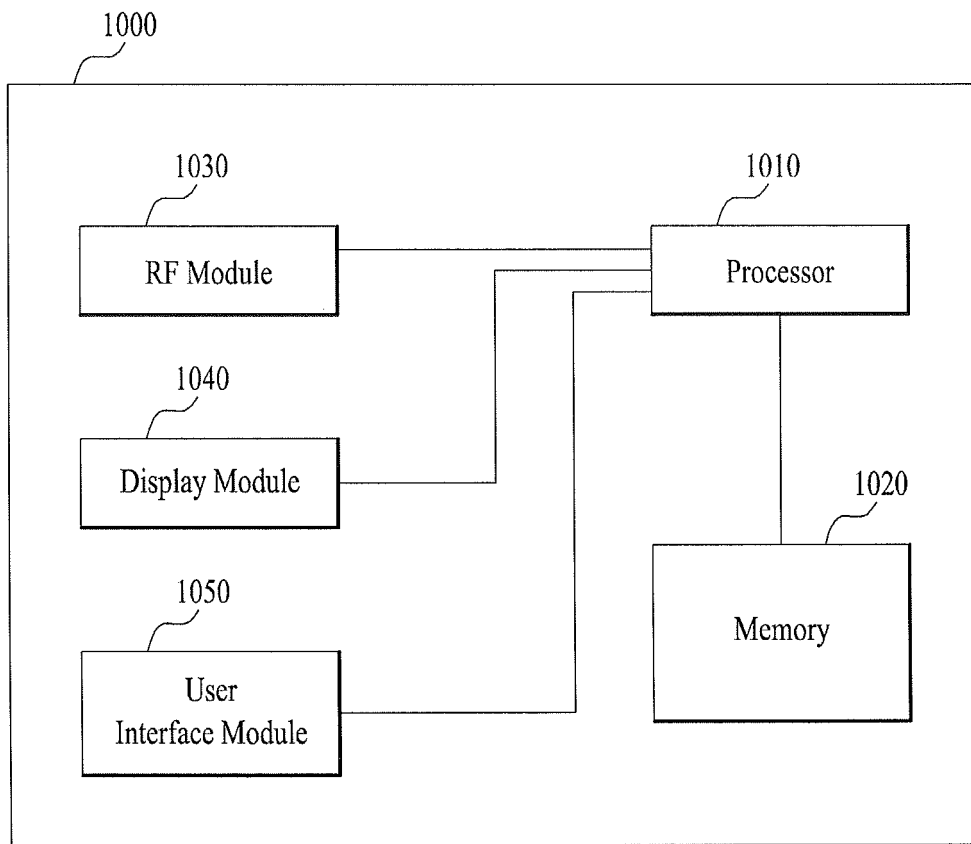 1000
1030
RF Module
1010
Processor
1040
Display Module
1020
Memory
1050
User
Interface Module